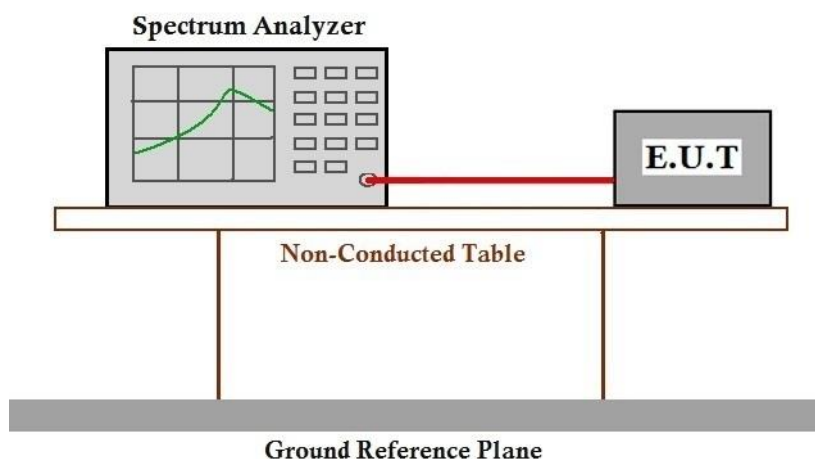 Spectrum Analyzer
E.U.T
Non-Conducted Table
Ground Reference Plane